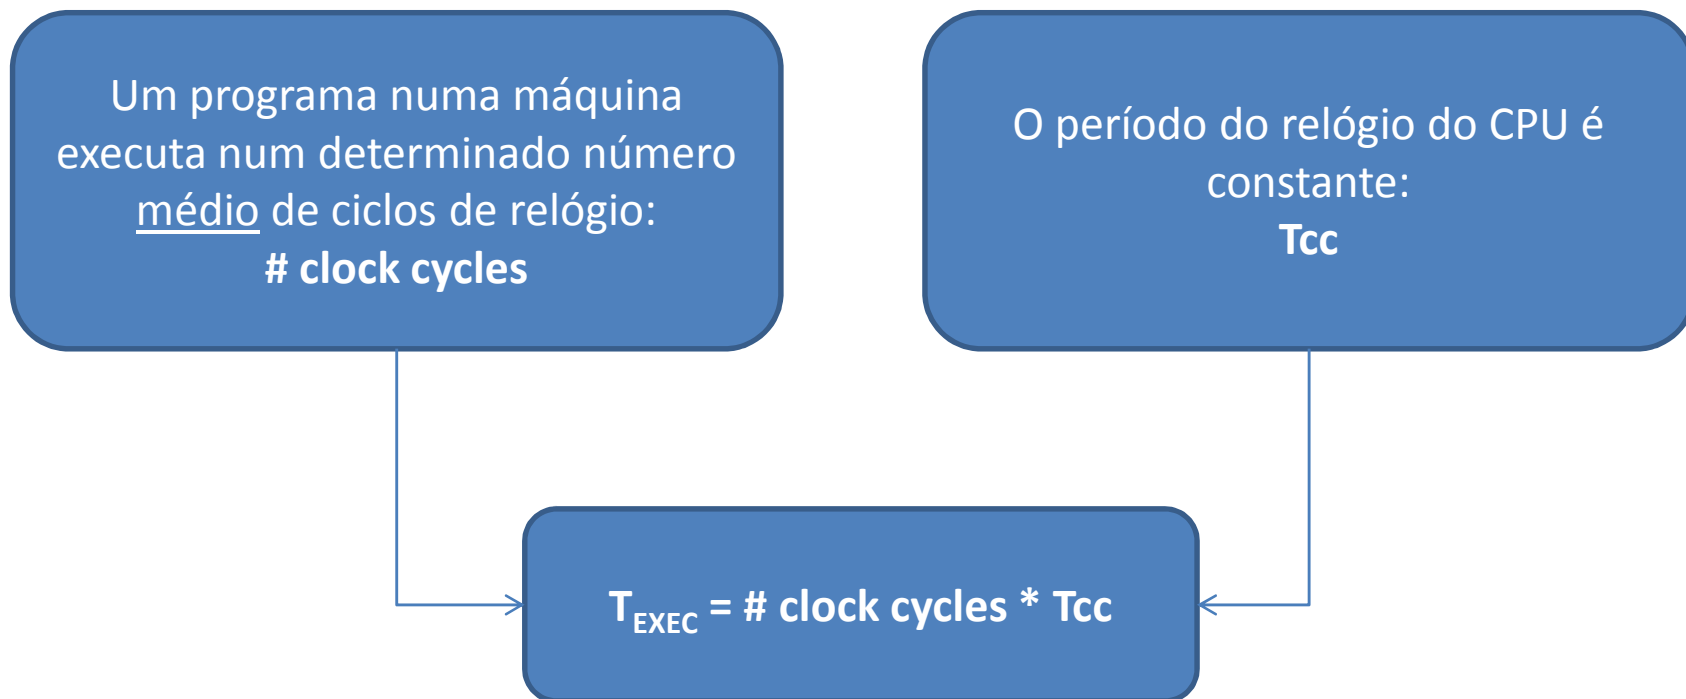 Um programa numa máquina
executa num determinado número
médio de ciclos de relógio:
# clock cycles
O período do relógio do CPU é
constante:
Tcc
T_EXEC = # clock cycles * Tcc